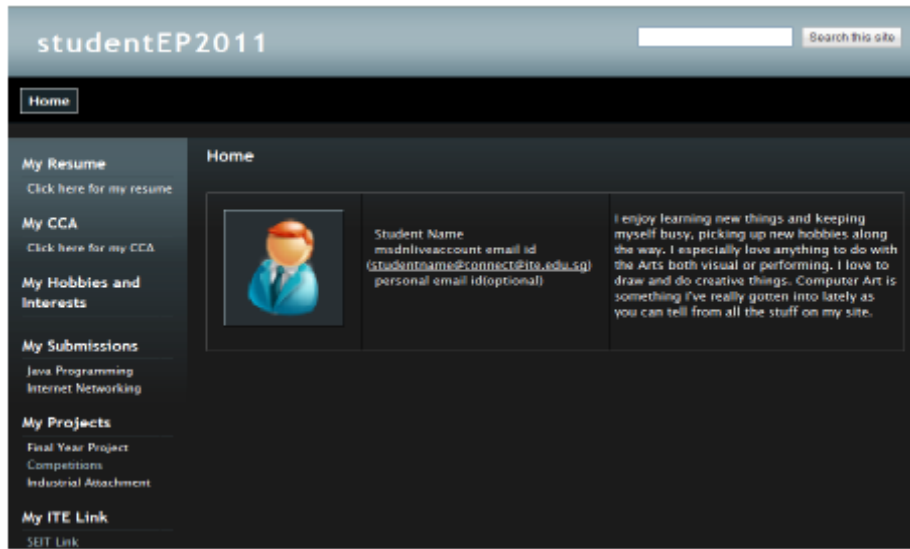 studentEP2011
Search this site
Home
My Resume
Click here for my resume
My CCA
Click here for my CCA
My Hobbies and
Interests
My Submissions
Java Programming
Internet Networking
My Projects
Final Year Project
Competitions
Industrial Attachment
My ITE Link
SEIT Link
Home
Student Name
msdnliveaccount email id
(studentname@connect@ite.edu.sg)
personal email id(optional)
I enjoy learning new things and keeping
myself busy, picking up new hobbies along
the way. I especially love anything to do with
the Arts both visual or performing. I love to
draw and do creative things. Computer Art is
something I've really gotten into lately as
you can tell from all the stuff on my site.